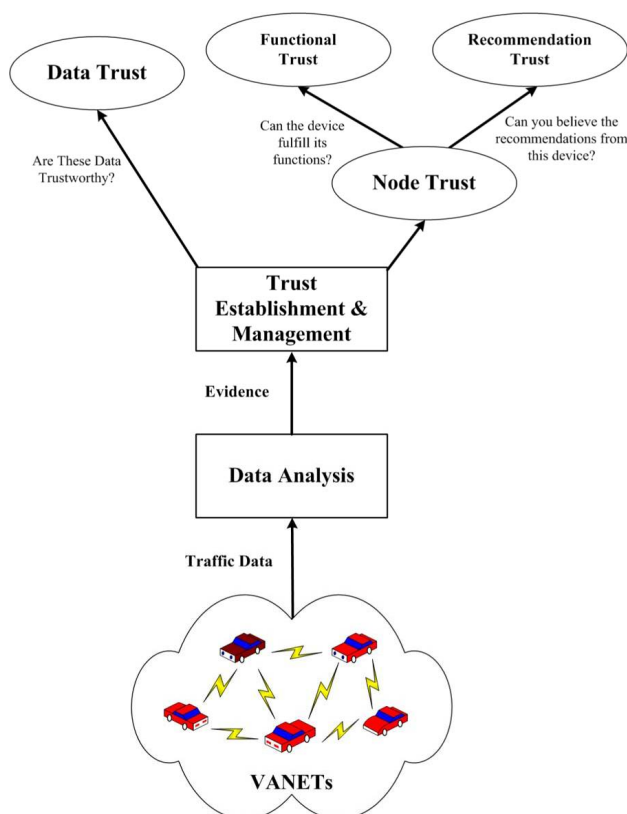 Functional
Trust
Recommendation
Trust
Data Trust
Can the device
fulfill its
functions?
Can you believe the
recommendations from
this device?
Are These Data
Trustworthy?
Node Trust
Trust
Establishment &
Management
Evidence
Data Analysis
Traffic Data
VANETs